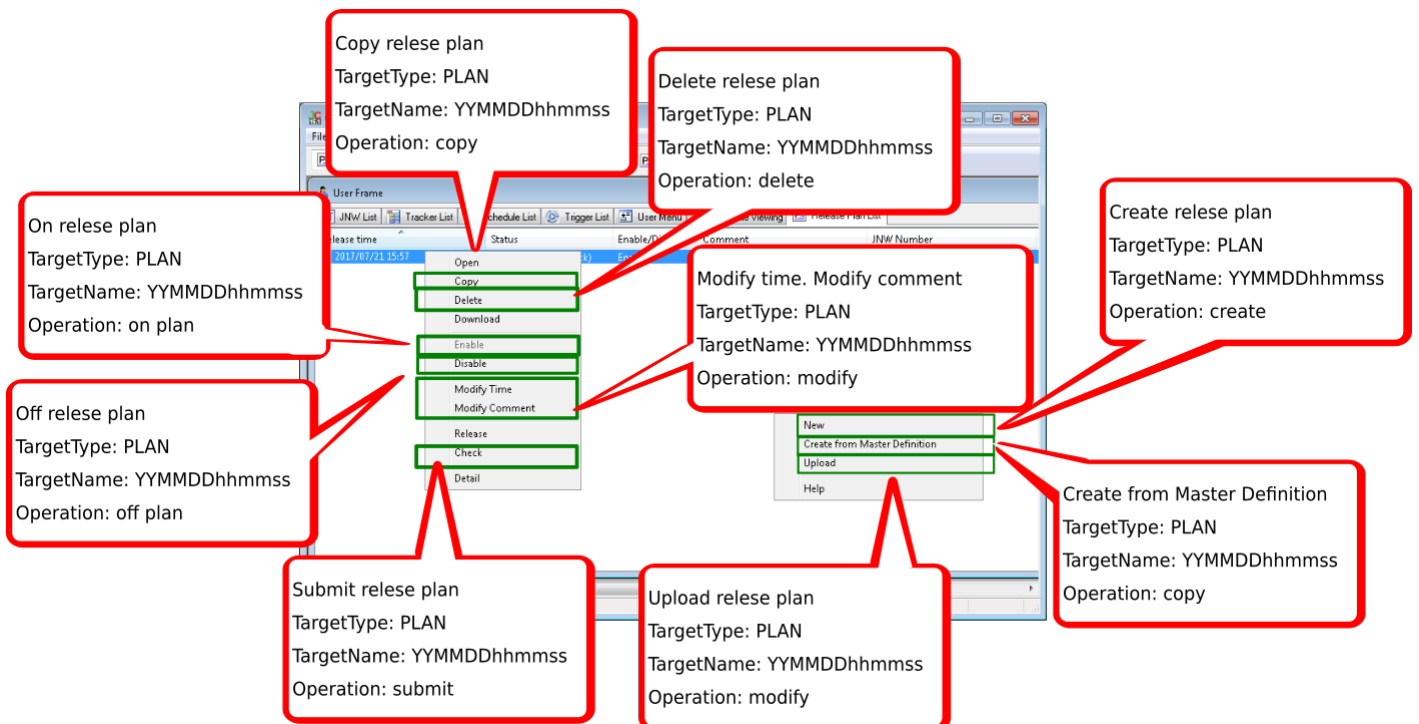 Copy relese plan
TargetType: PLAN
TargetName: YYMMDDhhmmss
Operation: copy
Delete relese plan
TargetType: PLAN
TargetName: YYMMDDhhmmss
Operation: delete
User Frame
JNW List
Tracker List
Schedule List
Trigger List
User Menu
Viewing
Release Plan List
Release time
Status
Comment
JNW Number
2017/07/21 15:57
On relese plan
TargetType: PLAN
TargetName: YYMMDDhhmmss
Operation: on plan
Off relese plan
TargetType: PLAN
TargetName: YYMMDDhhmmss
Operation: off plan
Open
Copy
Delete
Download
Enable
Disable
Modify Time
Modify Comment
Release
Check
Detail
Modify time. Modify comment
TargetType: PLAN
TargetName: YYMMDDhhmmss
Operation: modify
Create relese plan
TargetType: PLAN
TargetName: YYMMDDhhmmss
Operation: create
New
Create from Master Definition
Upload
Help
Create from Master Definition
TargetType: PLAN
TargetName: YYMMDDhhmmss
Operation: copy
Submit relese plan
TargetType: PLAN
TargetName: YYMMDDhhmmss
Operation: submit
Upload relese plan
TargetType: PLAN
TargetName: YYMMDDhhmmss
Operation: modify